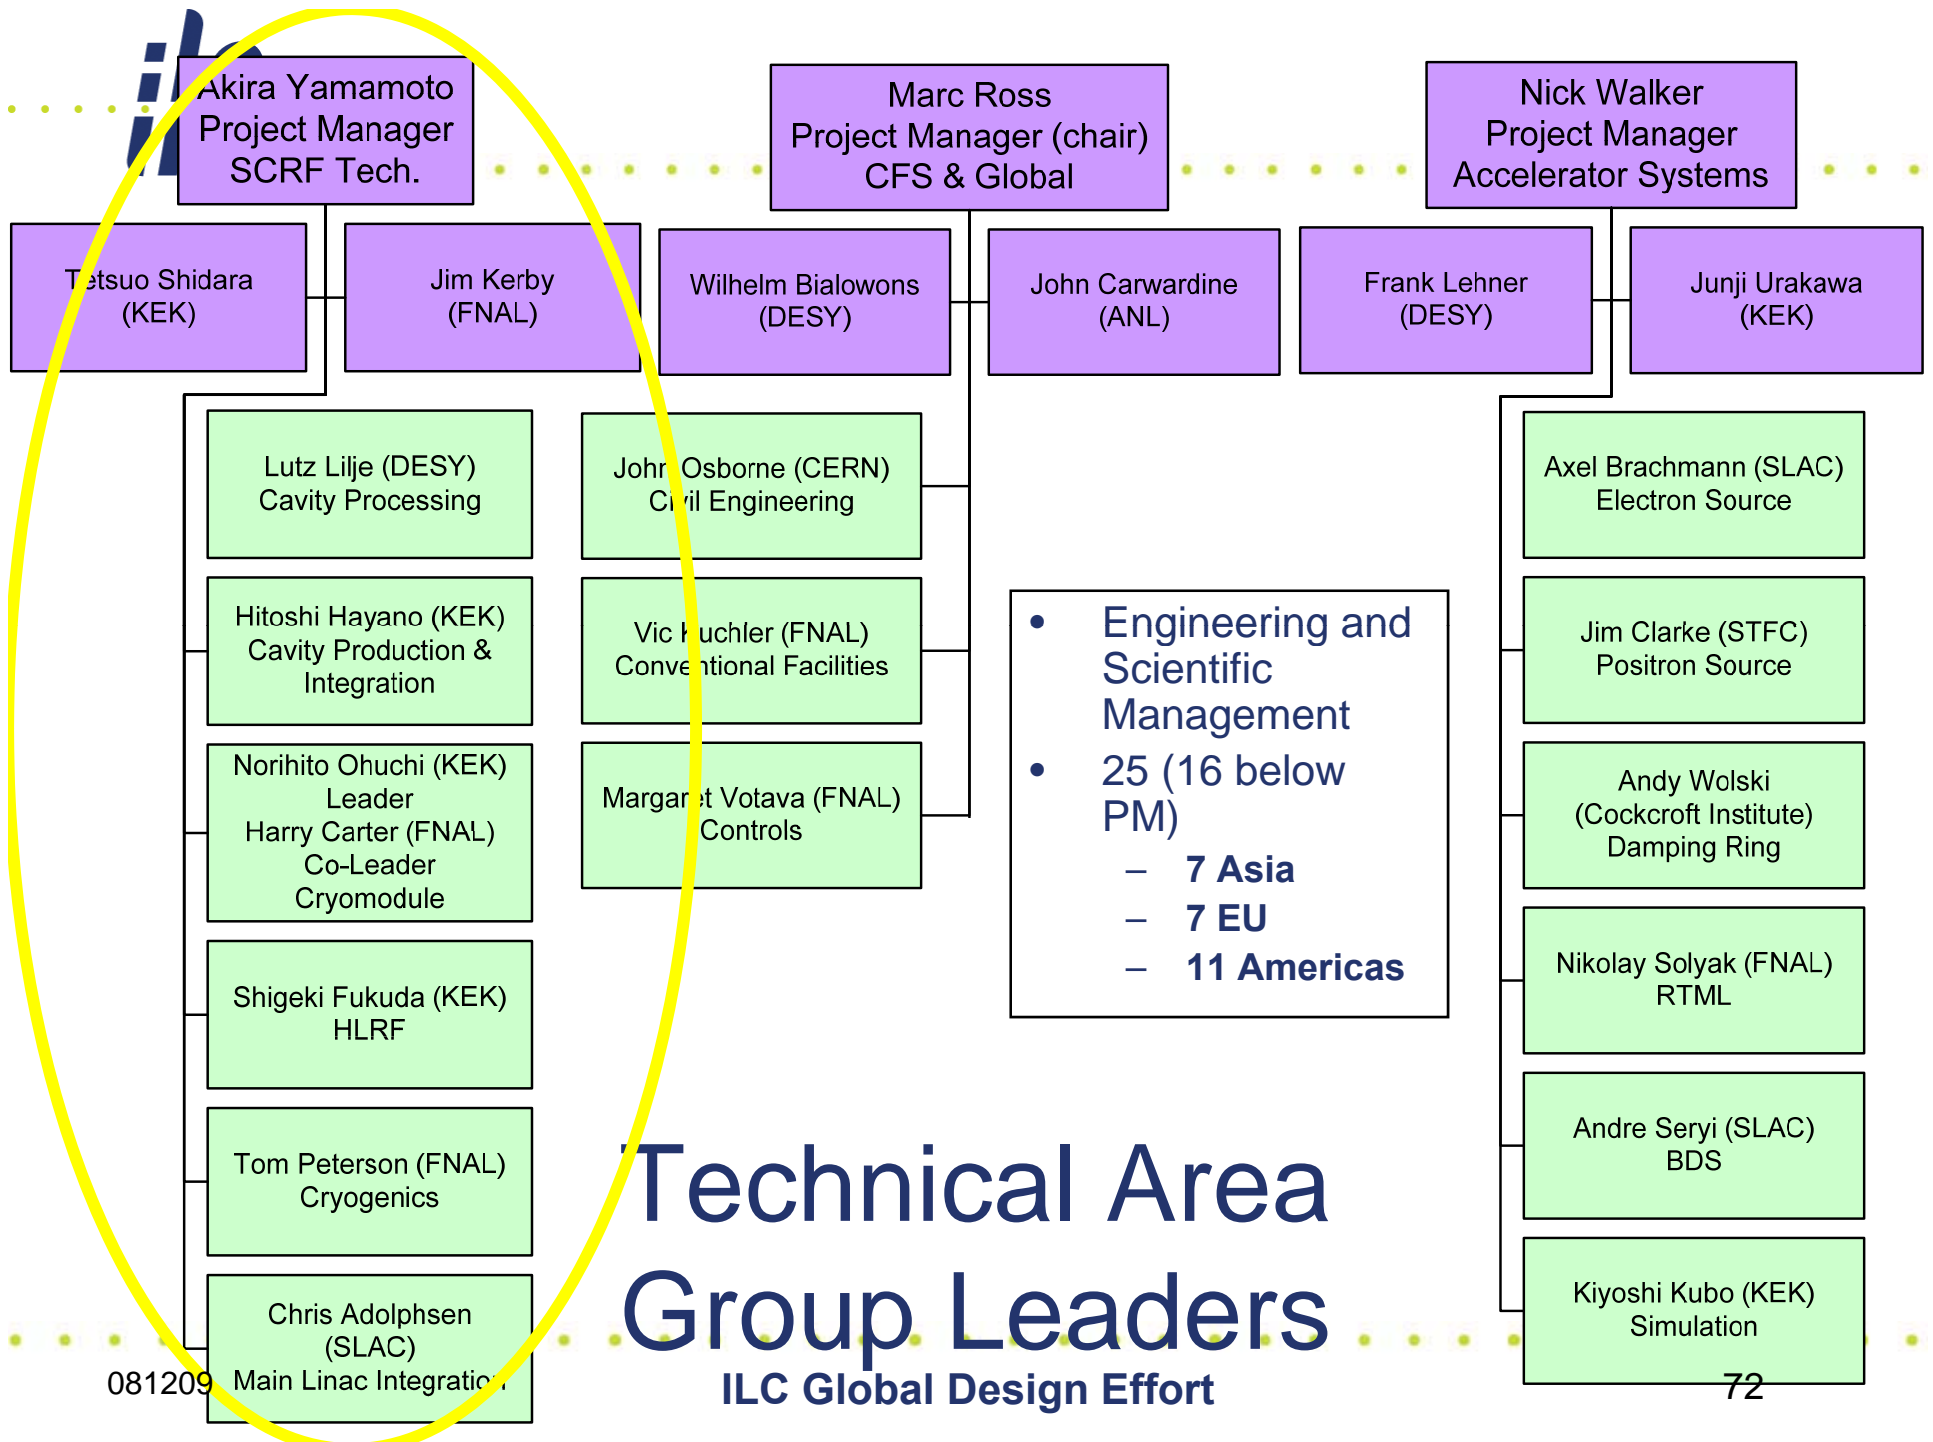 ilc
Akira Yamamoto
Project Manager
SCRF Tech.
Marc Ross
Project Manager (chair)
CFS & Global
Nick Walker
Project Manager
Accelerator Systems
Tetsuo Shidara
(KEK)
Jim Kerby
(FNAL)
Wilhelm Bialowons
(DESY)
John Carwardine
(ANL)
Frank Lehner
(DESY)
Junji Urakawa
(KEK)
Lutz Lilje (DESY)
Cavity Processing
Hitoshi Hayano (KEK)
Cavity Production &
Integration
Norihito Ohuchi (KEK)
Leader
Harry Carter (FNAL)
Co-Leader
Cryomodule
Shigeki Fukuda (KEK)
HLRF
Tom Peterson (FNAL)
Cryogenics
Chris Adolphsen
(SLAC)
Main Linac Integration
John Osborne (CERN)
Civil Engineering
Vic Kuchler (FNAL)
Conventional Facilities
Margaret Votava (FNAL)
Controls
• Engineering and
Scientific
Management
• 25 (16 below
PM)
– 7 Asia
– 7 EU
– 11 Americas
Axel Brachmann (SLAC)
Electron Source
Jim Clarke (STFC)
Positron Source
Andy Wolski
(Cockcroft Institute)
Damping Ring
Nikolay Solyak (FNAL)
RTML
Andre Seryi (SLAC)
BDS
Kiyoshi Kubo (KEK)
Simulation
Technical Area
Group Leaders
081209
ILC Global Design Effort
72